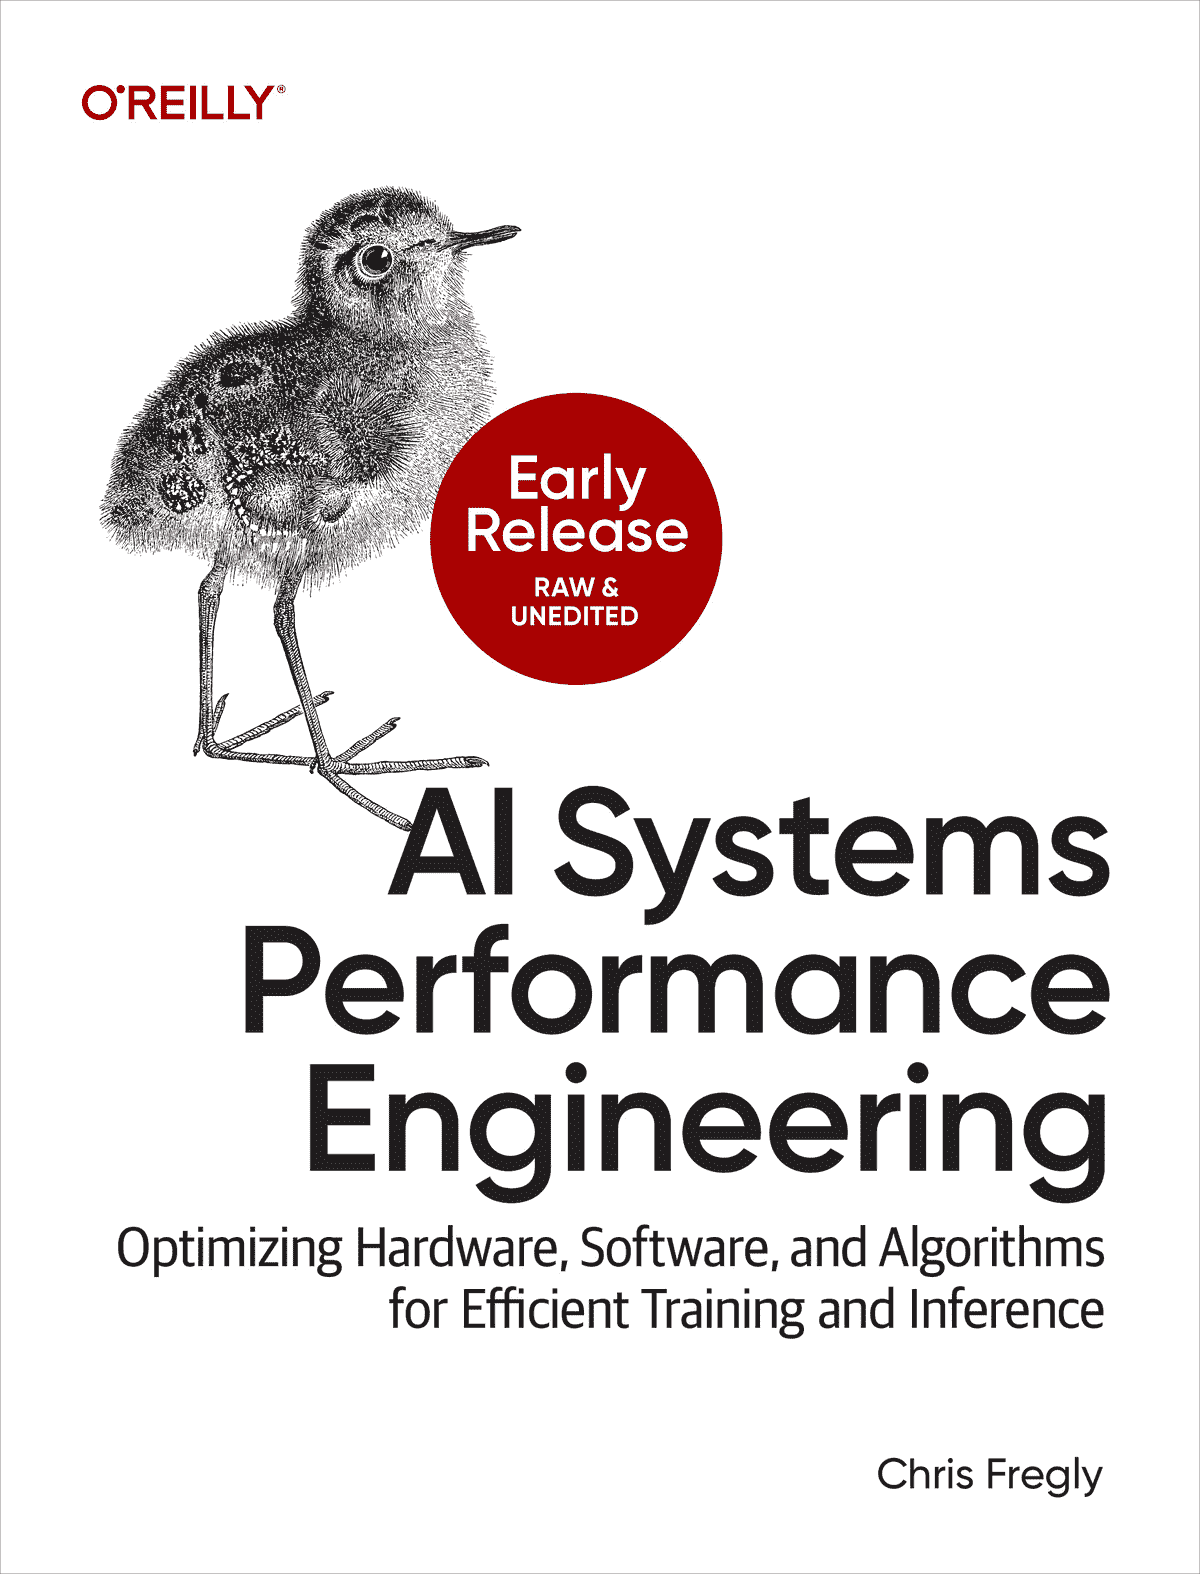 O'REILLY®
Early
Release
RAW &
UNEDITED
AI Systems
Performance
Engineering
Optimizing Hardware, Software, and Algorithms
for Efficient Training and Inference
Chris Fregly